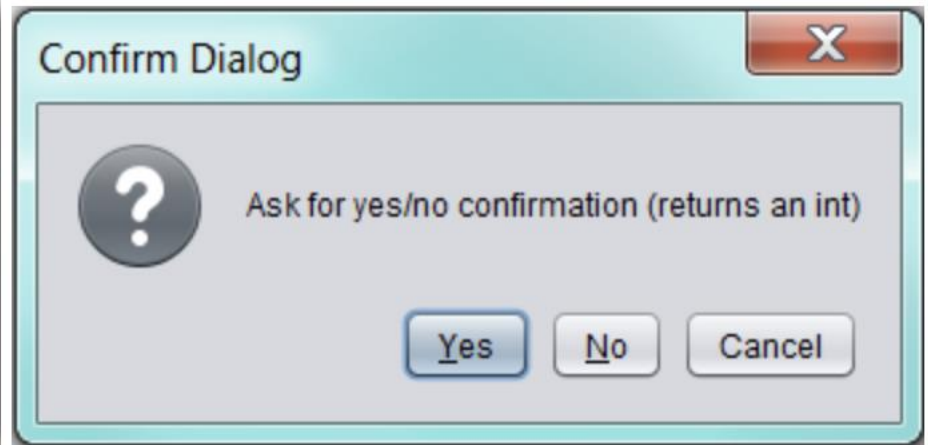 Confirm Dialog
Ask for yes/no confirmation (returns an int)
Yes No Cancel